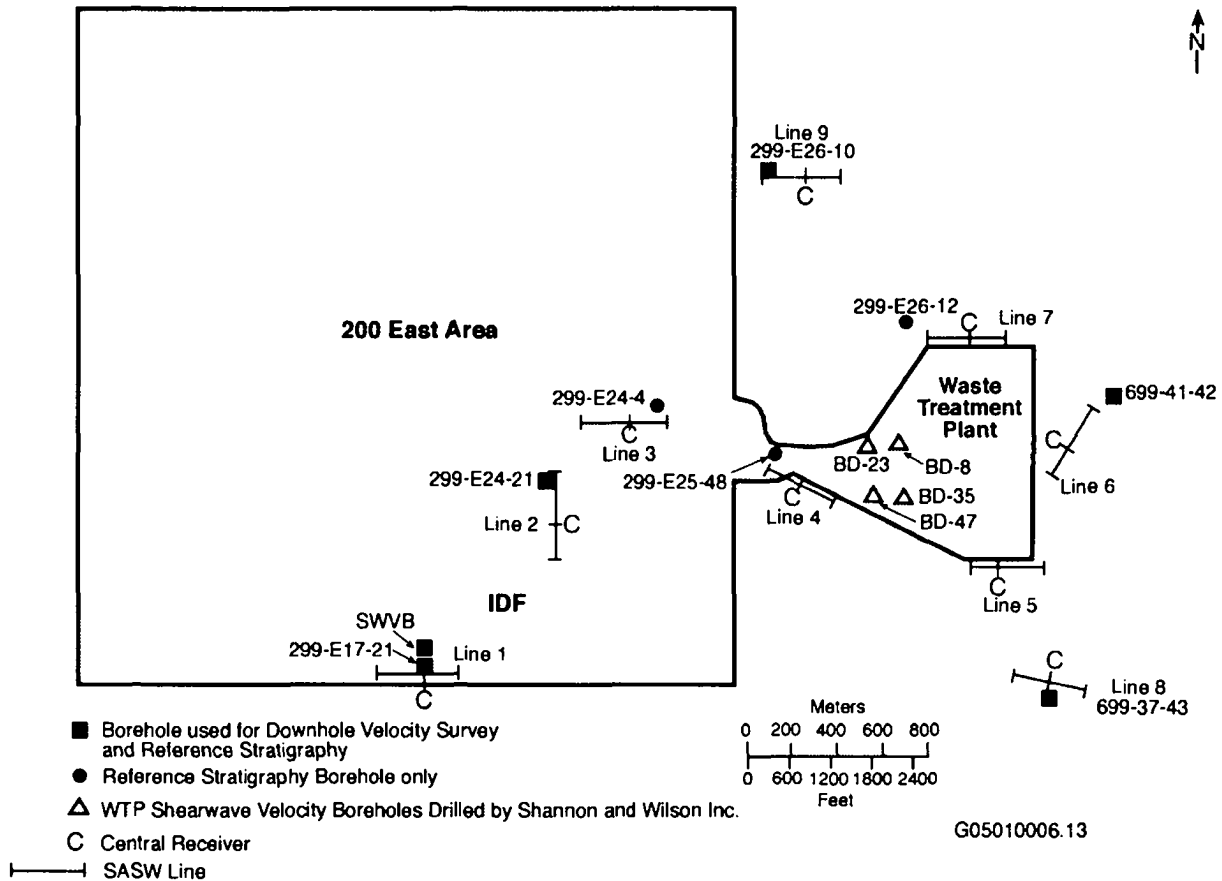 N
Line 9
299-E26-10
C
200 East Area
299-E26-12
C
Line 7
Waste
Treatment
Plant
699-41-42
299-E24-4
C
Line 3
C
Line 6
BD-23
BD-8
299-E25-48
299-E24-21
C
Line 4
BD-35
BD-47
Line 2
C
C
Line 5
IDF
SWVB
299-E17-21
Line 1
C
C
Line 8
699-37-43
Meters
0 200 400 600 800
0 600 1200 1800 2400
Feet
Borehole used for Downhole Velocity Survey
and Reference Stratigraphy
Reference Stratigraphy Borehole only
WTP Shearwave Velocity Boreholes Drilled by Shannon and Wilson Inc.
C Central Receiver
SASW Line
G05010006.13